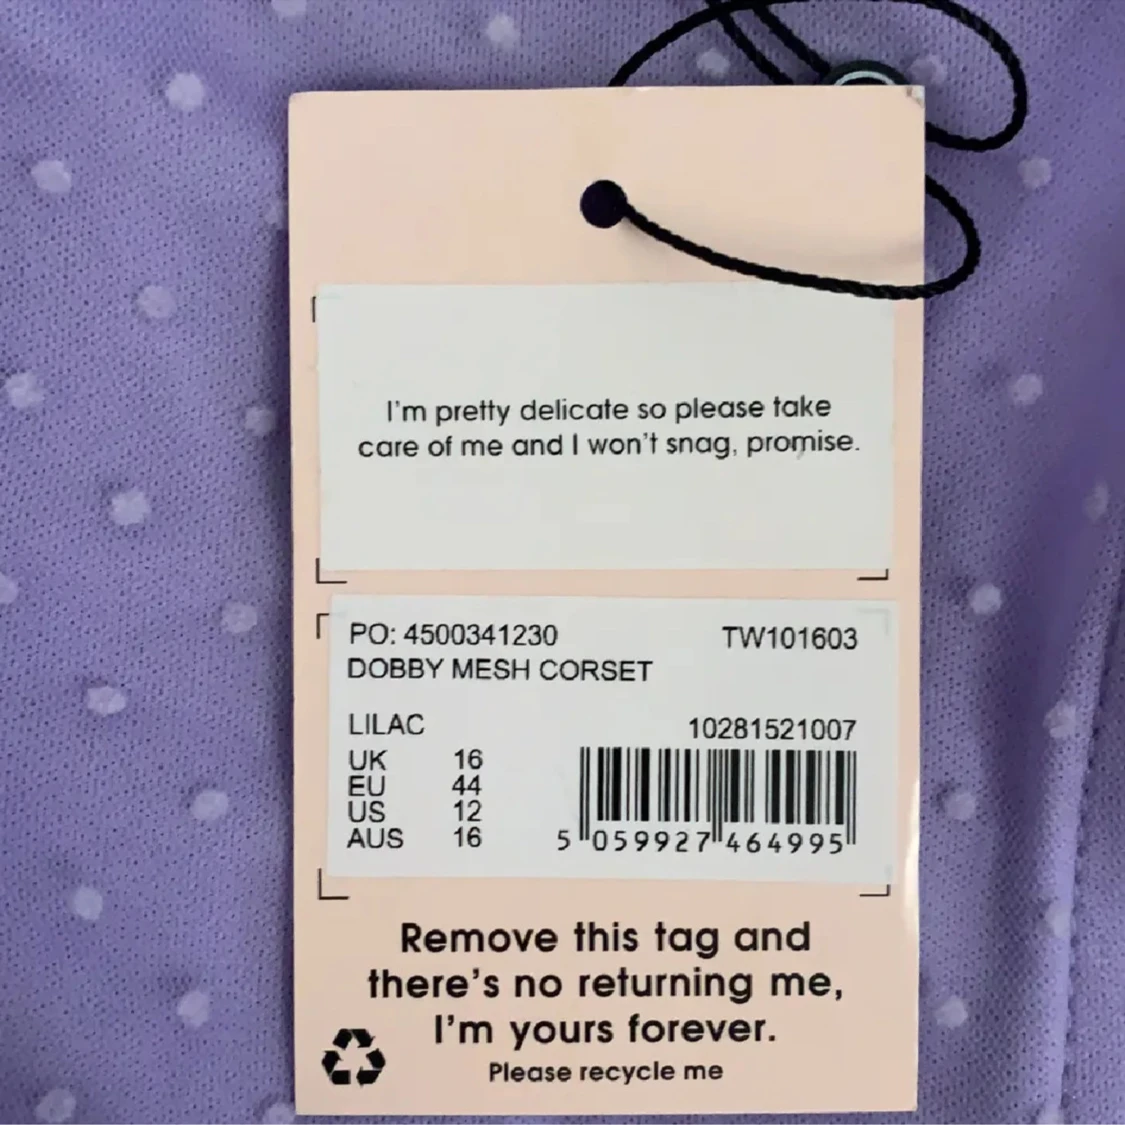 I'm pretty delicate so please take
care of me and I won't snag, promise.
PO: 4500341230 TW101603
DOBBY MESH CORSET
LILAC 10281521007
UK 16
EU 44
US 12
AUS 16
5 059927 464995
Remove this tag and
there's no returning me,
I'm yours forever.
Please recycle me